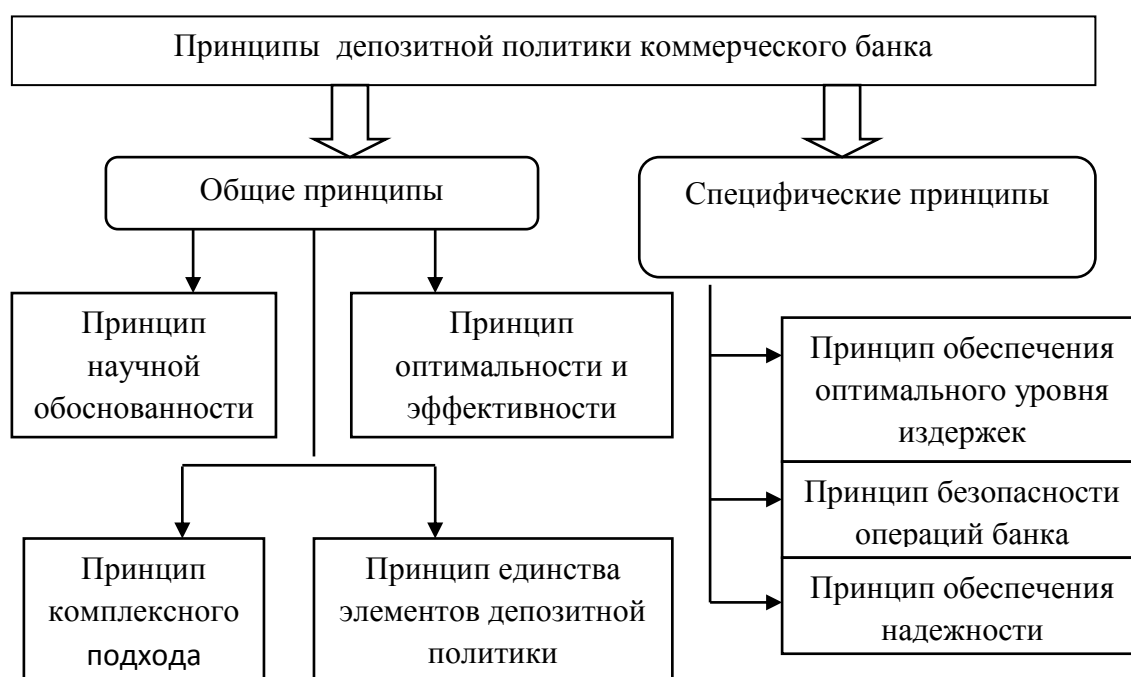 Принципы депозитной политики коммерческого банка
Общие принципы
Специфические принципы
Принцип
научной
обоснованности
Принцип
оптимальности и
эффективности
Принцип
комплексного
подхода
Принцип единства
элементов депозитной
политики
Принцип обеспечения
оптимального уровня
издержек
Принцип безопасности
операций банка
Принцип обеспечения
надежности